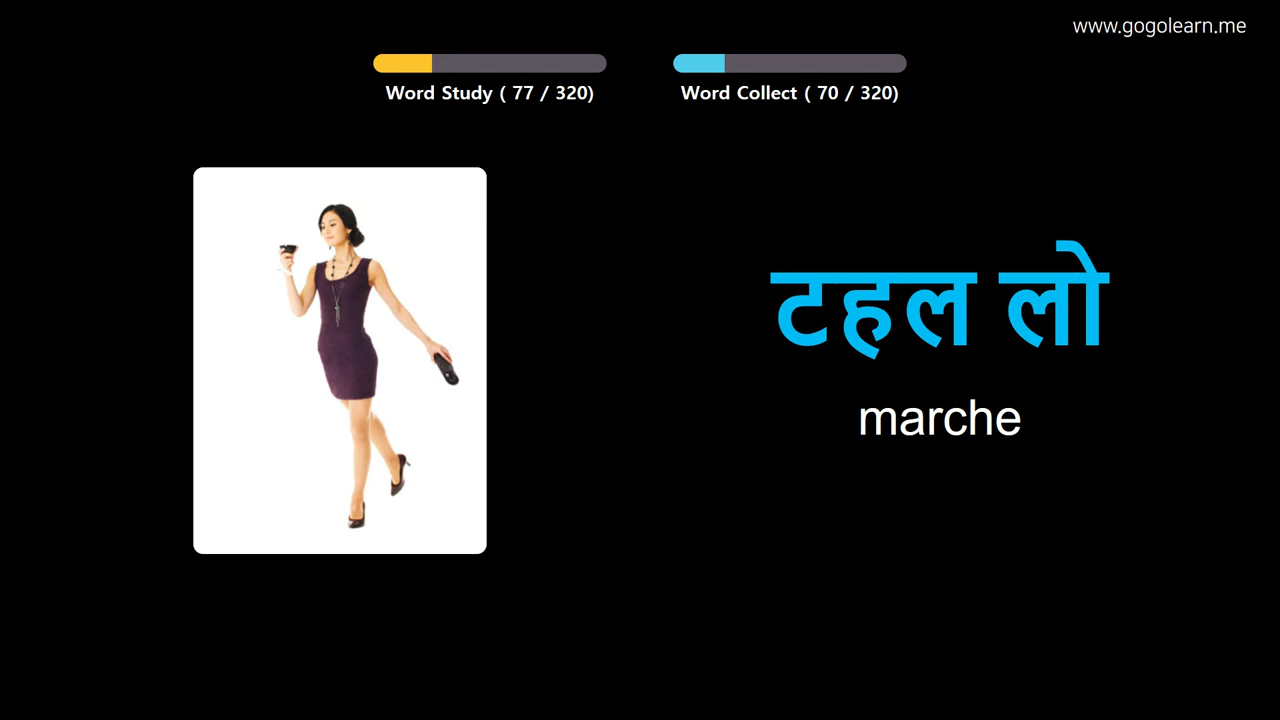 www.gogolearn.me
Word Study ( 77 / 320)
Word Collect ( 70 / 320)
टहल लो
marche